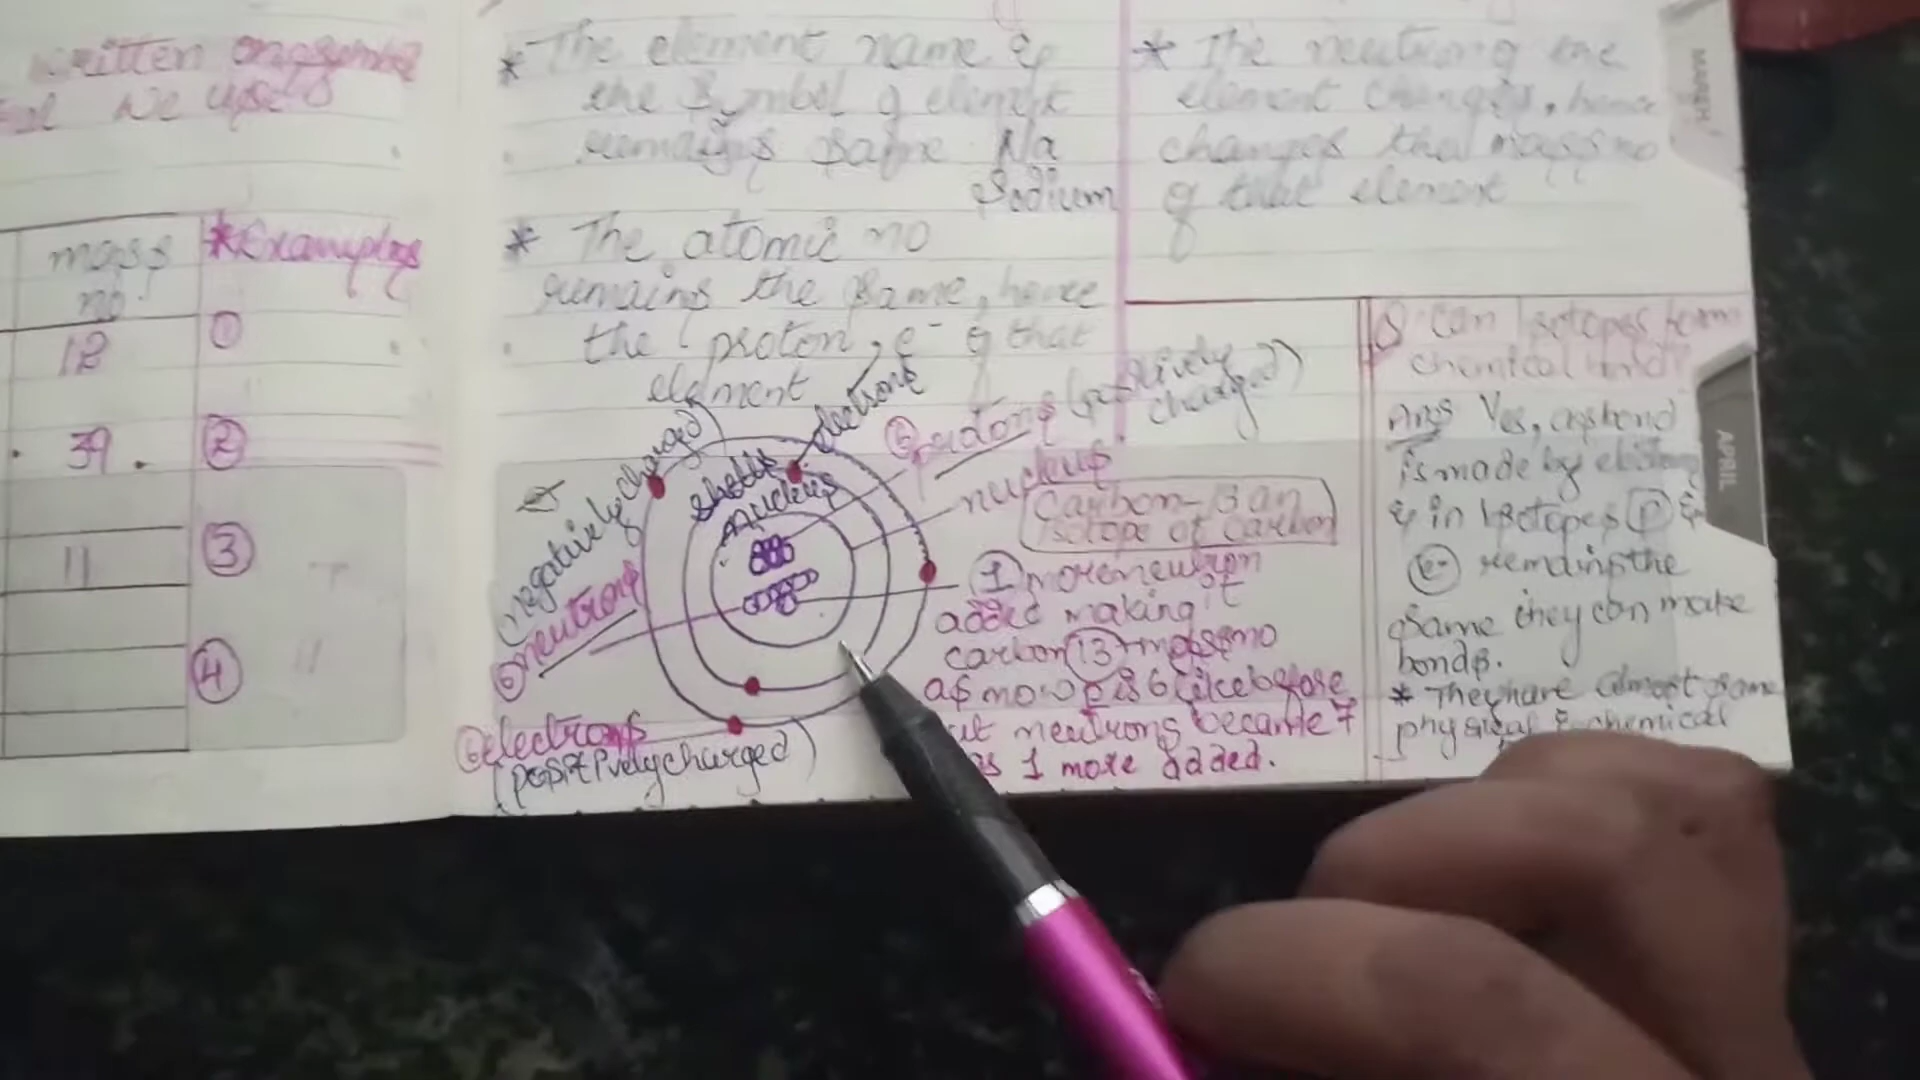 written
we use
mass
no.
18
39
11
*Examples
1
2
3
4
* The element name &
the Symbol of element
remains same Na
Sodium
* The atomic no
remains the same, hence
the proton, e- of that
element
* The neutrons
element changes, hence
changes the mass no
of that element
electrons
(negatively charged)
shells
nucleus
6 protons (positively
charged)
nucleus
6 neutrons
6 electrons
(positively charged)
Carbon-13 an
isotope of carbon
1 more neutron
added making it
carbon 13 → mass no
as no. of p is 6 like before
but neutrons became 7
as 1 more added.
Q can isotopes form
chemical bond?
Ans Yes, as bond
is made by
& in Isotopes P &
e- remains the
same they can make
bonds.
* They have almost same
physical & chemical
MARCH
APRIL